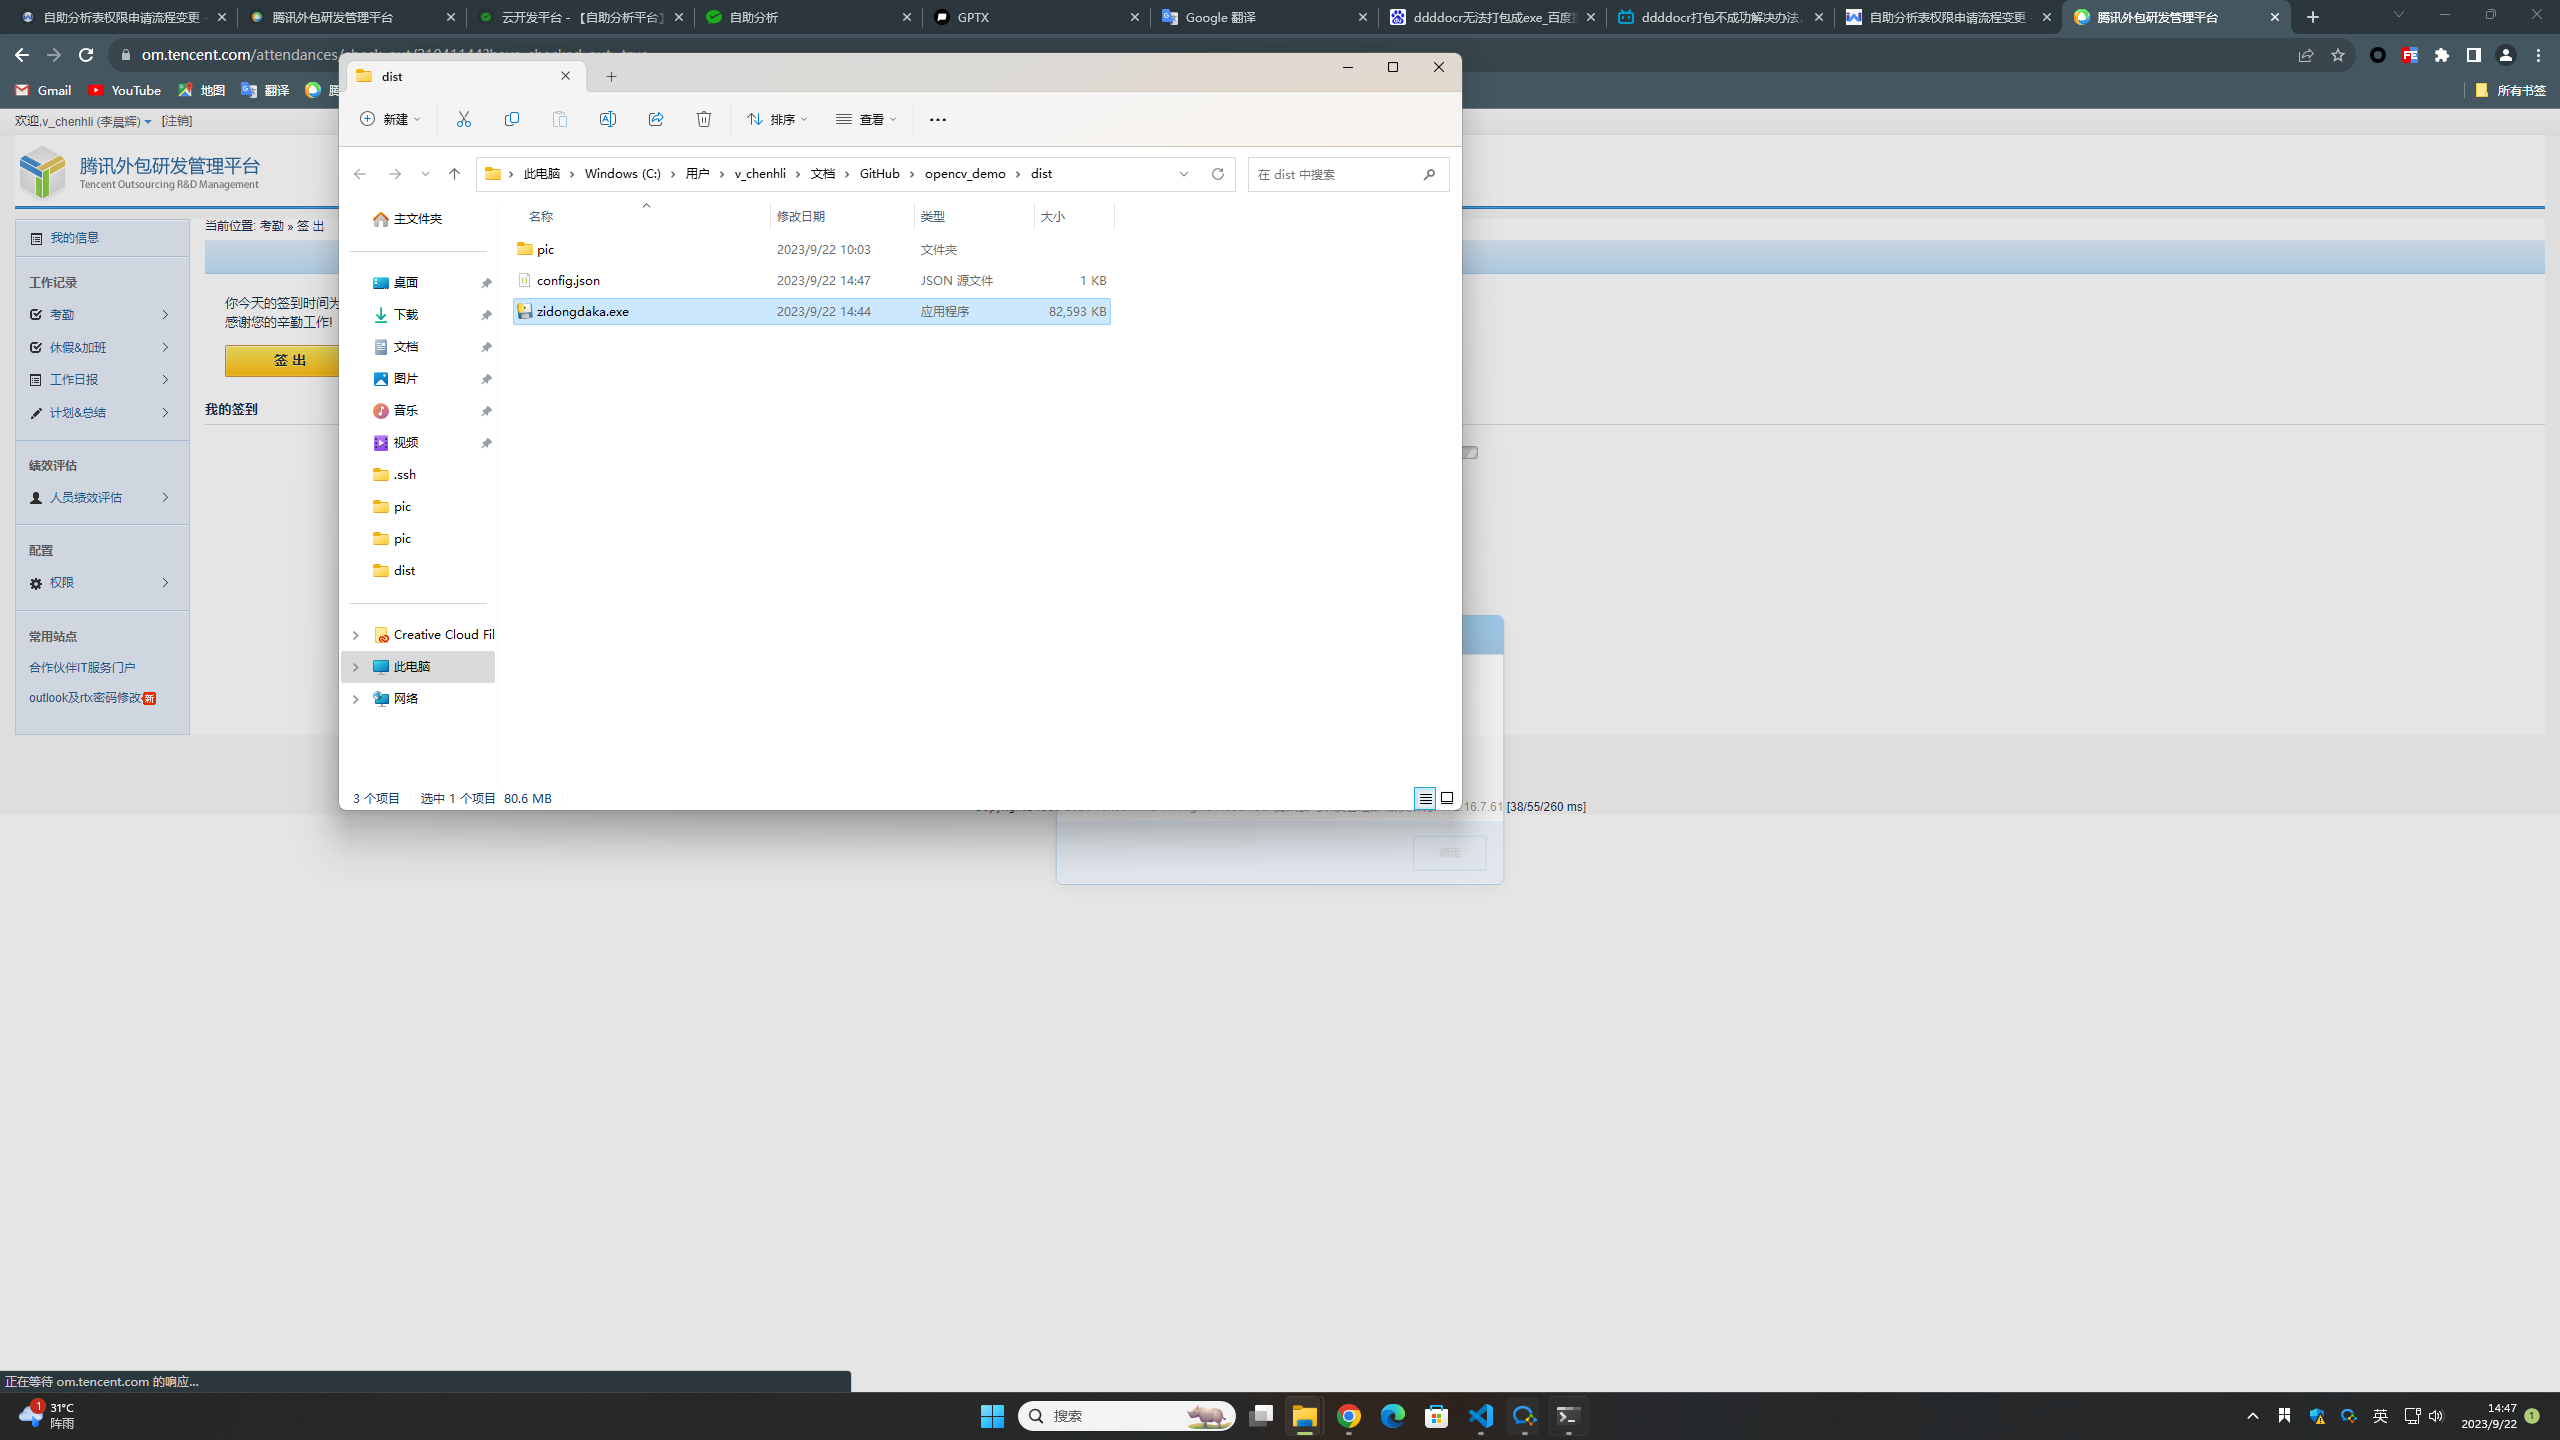 自助分析表权限申请流程变更 腾讯外包研发管理平台 云开发平台 - 【自助分析平台】 自助分析 GPTX Google 翻译 ddddocr无法打包成exe_百度 ddddocr打包不成功解决办法 自助分析表权限申请流程变更 腾讯外包研发管理平台
om.tencent.com/attendances/
Gmail YouTube 地图 翻译 所有书签
欢迎,v_chenhli (李晨辉) [注销]
腾讯外包研发管理平台
Tencent Outsourcing R&D Management
当前位置: 考勤 » 签 出
我的信息
工作记录
考勤
休假&加班
工作日报
计划&总结
绩效评估
人员绩效评估
配置
权限
常用站点
合作伙伴IT服务门户
outlook及rtx密码修改 新
你今天的签到时间为
感谢您的辛勤工作!
签 出
我的签到
dist
新建 排序 查看
此电脑 Windows (C:) 用户 v_chenhli 文档 GitHub opencv_demo dist
在 dist 中搜索
主文件夹
桌面
下载
文档
图片
音乐
视频
.ssh
pic
pic
dist
Creative Cloud Fil
此电脑
网络
名称 修改日期 类型 大小
pic 2023/9/22 10:03 文件夹
config.json 2023/9/22 14:47 JSON 源文件 1 KB
zidongdaka.exe 2023/9/22 14:44 应用程序 82,593 KB
3 个项目 选中 1 个项目 80.6 MB
16.7.61 [38/55/260 ms]
确定
正在等待 om.tencent.com 的响应...
1
31°C
阵雨
搜索
英
14:47
2023/9/22
1